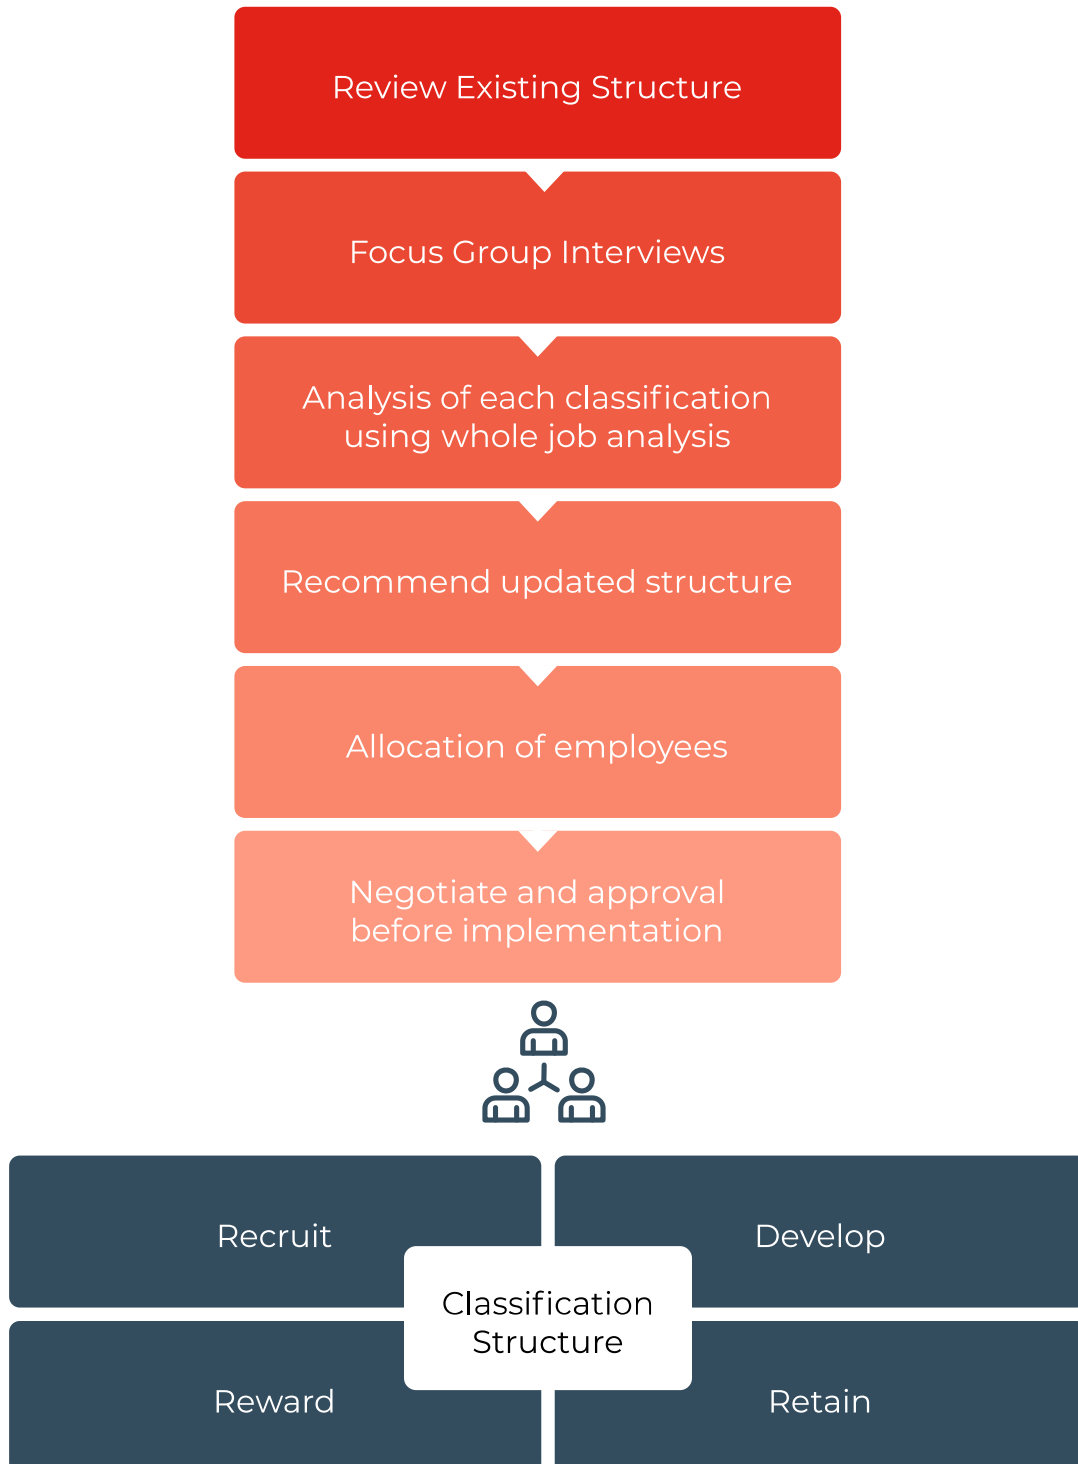 Review Existing Structure
Focus Group Interviews
Analysis of each classification
using whole job analysis
Recommend updated structure
Allocation of employees
Negotiate and approval
before implementation
Recruit
Develop
Classification
Structure
Reward
Retain